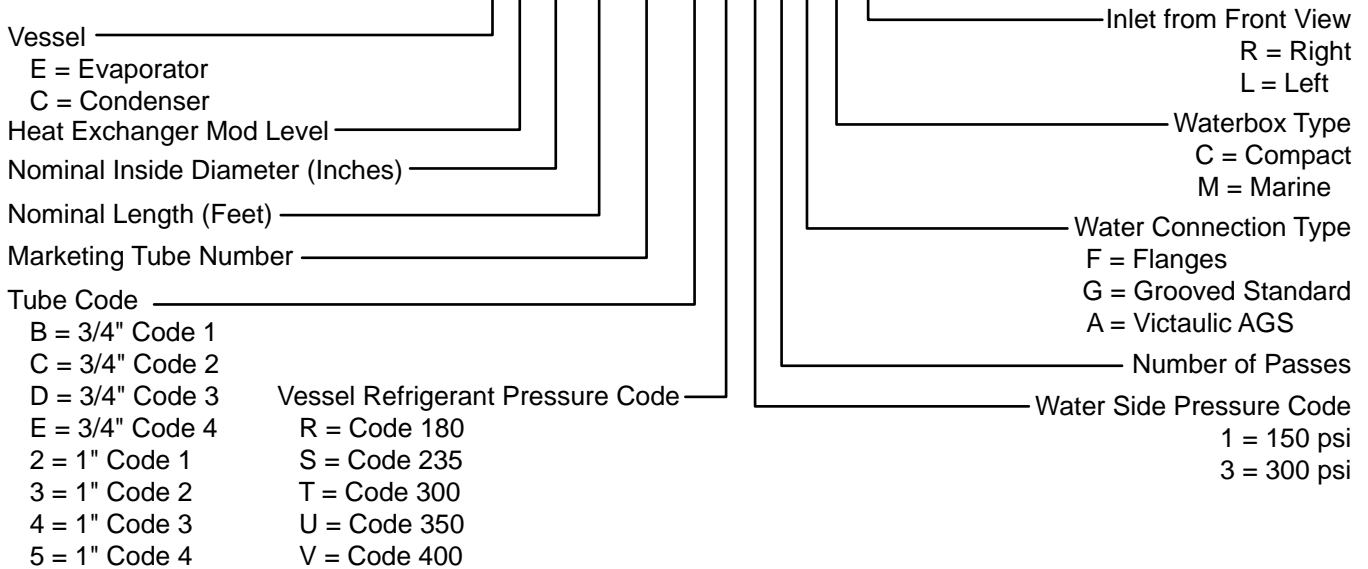 Vessel
E = Evaporator
C = Condenser
Heat Exchanger Mod Level
Nominal Inside Diameter (Inches)
Nominal Length (Feet)
Marketing Tube Number
Tube Code
B = 3/4" Code 1
C = 3/4" Code 2
D = 3/4" Code 3
E = 3/4" Code 4
2 = 1" Code 1
3 = 1" Code 2
4 = 1" Code 3
5 = 1" Code 4
Vessel Refrigerant Pressure Code
R = Code 180
S = Code 235
T = Code 300
U = Code 350
V = Code 400
Inlet from Front View
R = Right
L = Left
Waterbox Type
C = Compact
M = Marine
Water Connection Type
F = Flanges
G = Grooved Standard
A = Victaulic AGS
Number of Passes
Water Side Pressure Code
1 = 150 psi
3 = 300 psi